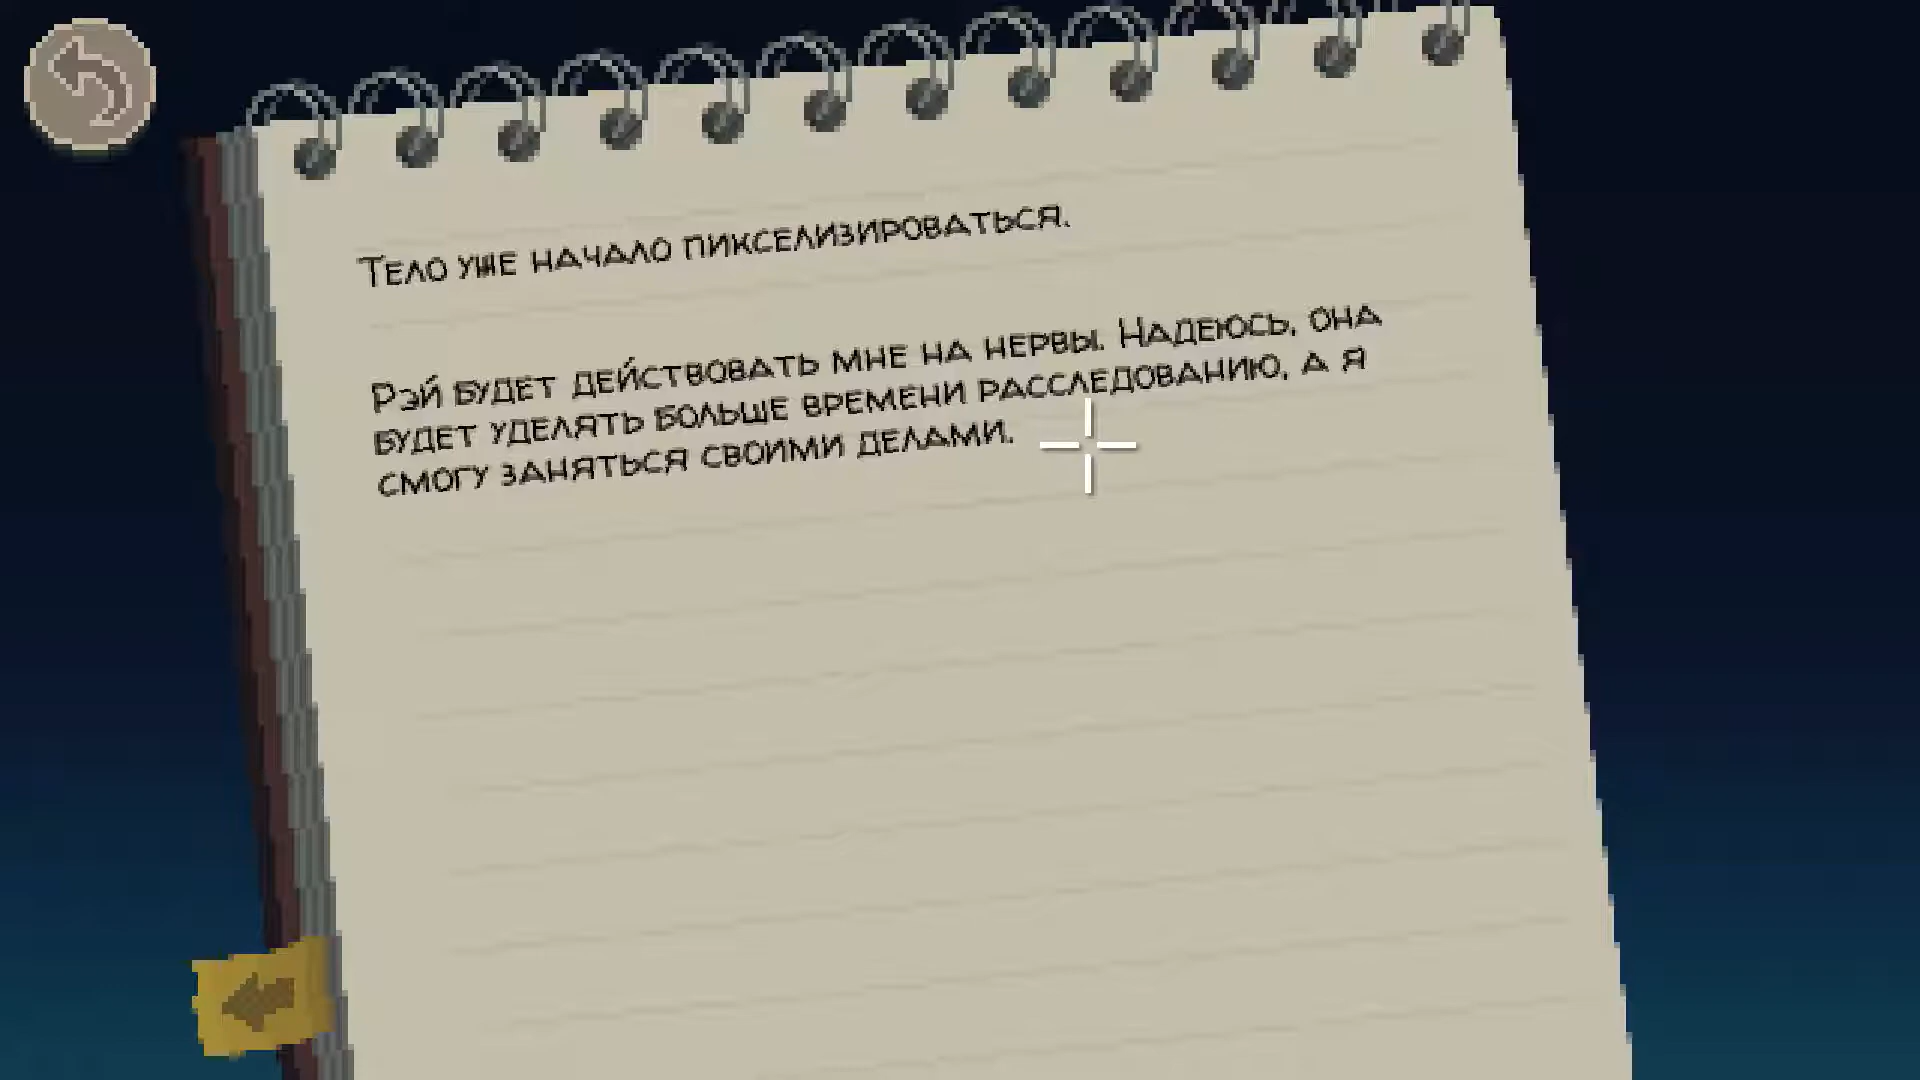 Тело уже начало пикселизироваться.
Рэй будет действовать мне на нервы. Надеюсь, она
будет уделять больше времени расследованию, а я
смогу заняться своими делами.